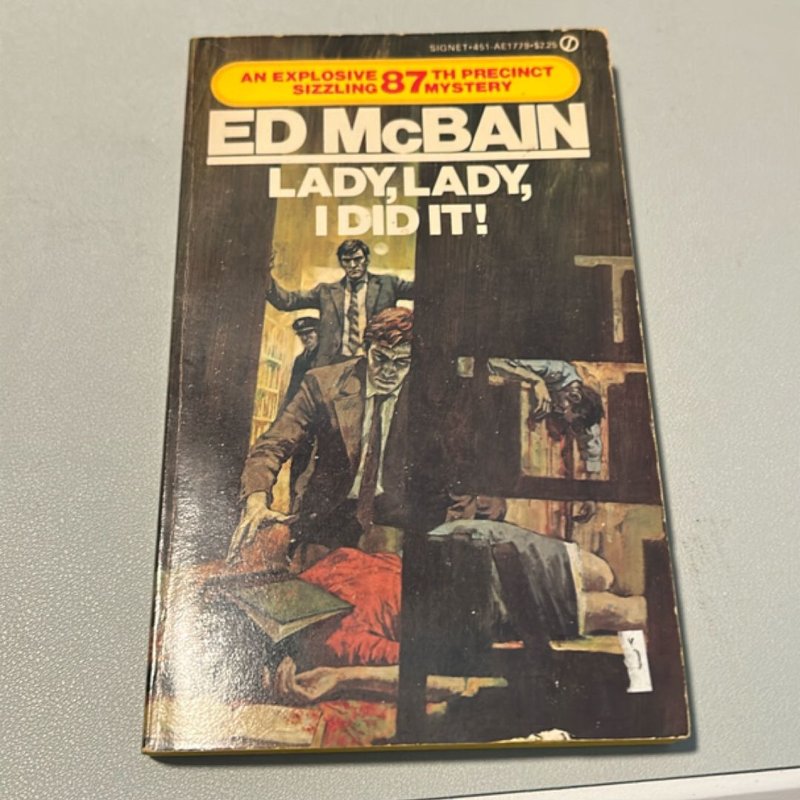 SIGNET•451-AE1779•$2.25
AN EXPLOSIVE 87TH PRECINCT
SIZZLING MYSTERY
ED McBAIN
LADY, LADY,
I DID IT!